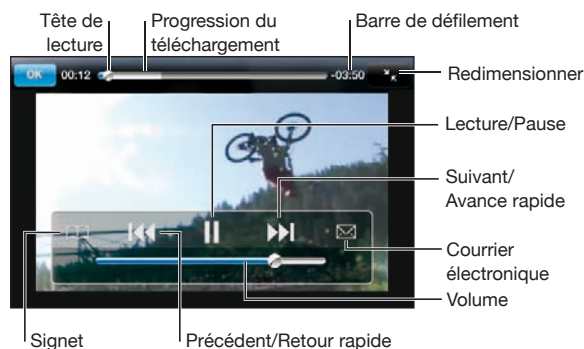 Tête de
lecture
Progression du
téléchargement
Barre de défilement
OK
00:12
-03:50
Redimensionner
Lecture/Pause
Suivant/
Avance rapide
Courrier
électronique
Volume
Signet
Précédent/Retour rapide